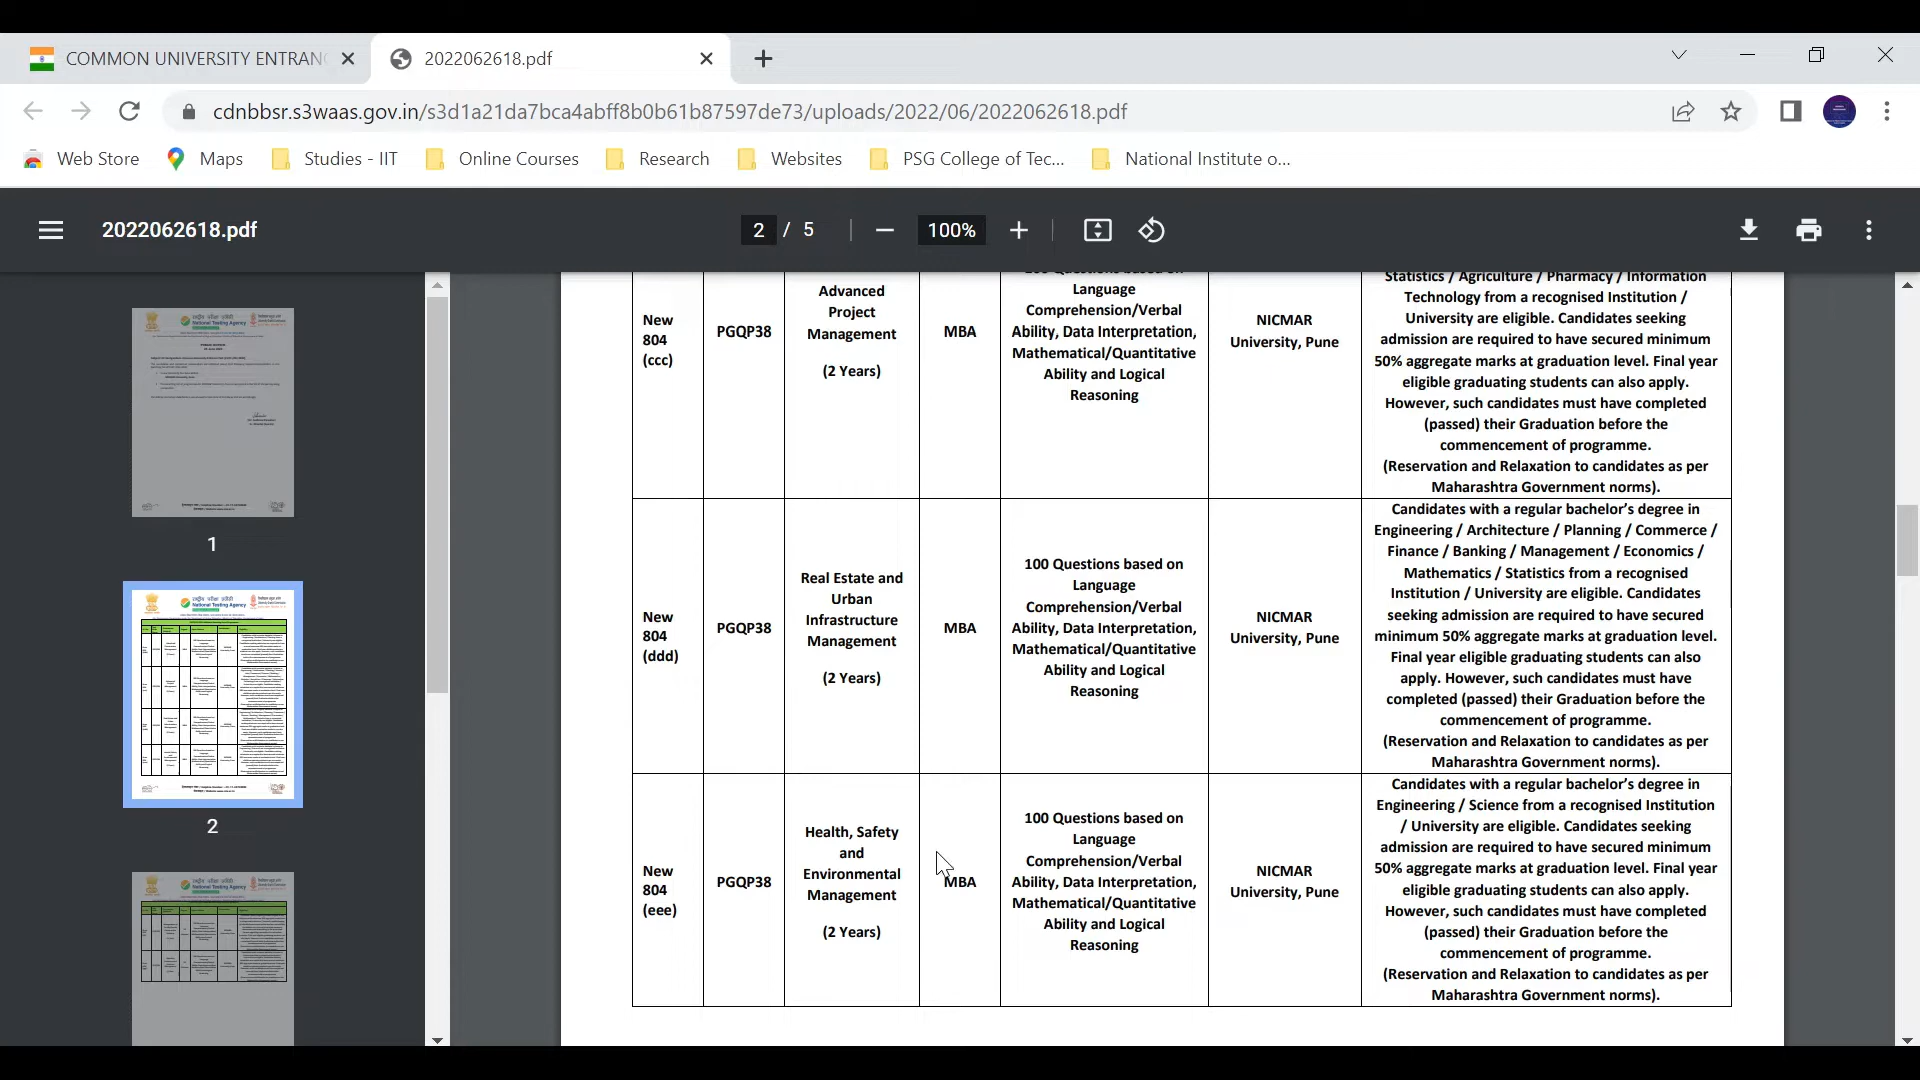 COMMON UNIVERSITY ENTRANC
2022062618.pdf
cdnbbsr.s3waas.gov.in/s3d1a21da7bca4abff8b0b61b87597de73/uploads/2022/06/2022062618.pdf
Web Store
Maps
Studies - IIT
Online Courses
Research
Websites
PSG College of Tec...
National Institute o...
2022062618.pdf
2 / 5
100%
1
2
New
804
(ccc)
PGQP38
Advanced
Project
Management
(2 Years)
MBA
Language
Comprehension/Verbal
Ability, Data Interpretation,
Mathematical/Quantitative
Ability and Logical
Reasoning
NICMAR
University, Pune
Statistics / Agriculture / Pharmacy / Information
Technology from a recognised Institution /
University are eligible. Candidates seeking
admission are required to have secured minimum
50% aggregate marks at graduation level. Final year
eligible graduating students can also apply.
However, such candidates must have completed
(passed) their Graduation before the
commencement of programme.
(Reservation and Relaxation to candidates as per
Maharashtra Government norms).
New
804
(ddd)
PGQP38
Real Estate and
Urban
Infrastructure
Management
(2 Years)
MBA
100 Questions based on
Language
Comprehension/Verbal
Ability, Data Interpretation,
Mathematical/Quantitative
Ability and Logical
Reasoning
NICMAR
University, Pune
Candidates with a regular bachelor’s degree in
Engineering / Architecture / Planning / Commerce /
Finance / Banking / Management / Economics /
Mathematics / Statistics from a recognised
Institution / University are eligible. Candidates
seeking admission are required to have secured
minimum 50% aggregate marks at graduation level.
Final year eligible graduating students can also
apply. However, such candidates must have
completed (passed) their Graduation before the
commencement of programme.
(Reservation and Relaxation to candidates as per
Maharashtra Government norms).
New
804
(eee)
PGQP38
Health, Safety
and
Environmental
Management
(2 Years)
MBA
100 Questions based on
Language
Comprehension/Verbal
Ability, Data Interpretation,
Mathematical/Quantitative
Ability and Logical
Reasoning
NICMAR
University, Pune
Candidates with a regular bachelor’s degree in
Engineering / Science from a recognised Institution
/ University are eligible. Candidates seeking
admission are required to have secured minimum
50% aggregate marks at graduation level. Final year
eligible graduating students can also apply.
However, such candidates must have completed
(passed) their Graduation before the
commencement of programme.
(Reservation and Relaxation to candidates as per
Maharashtra Government norms).